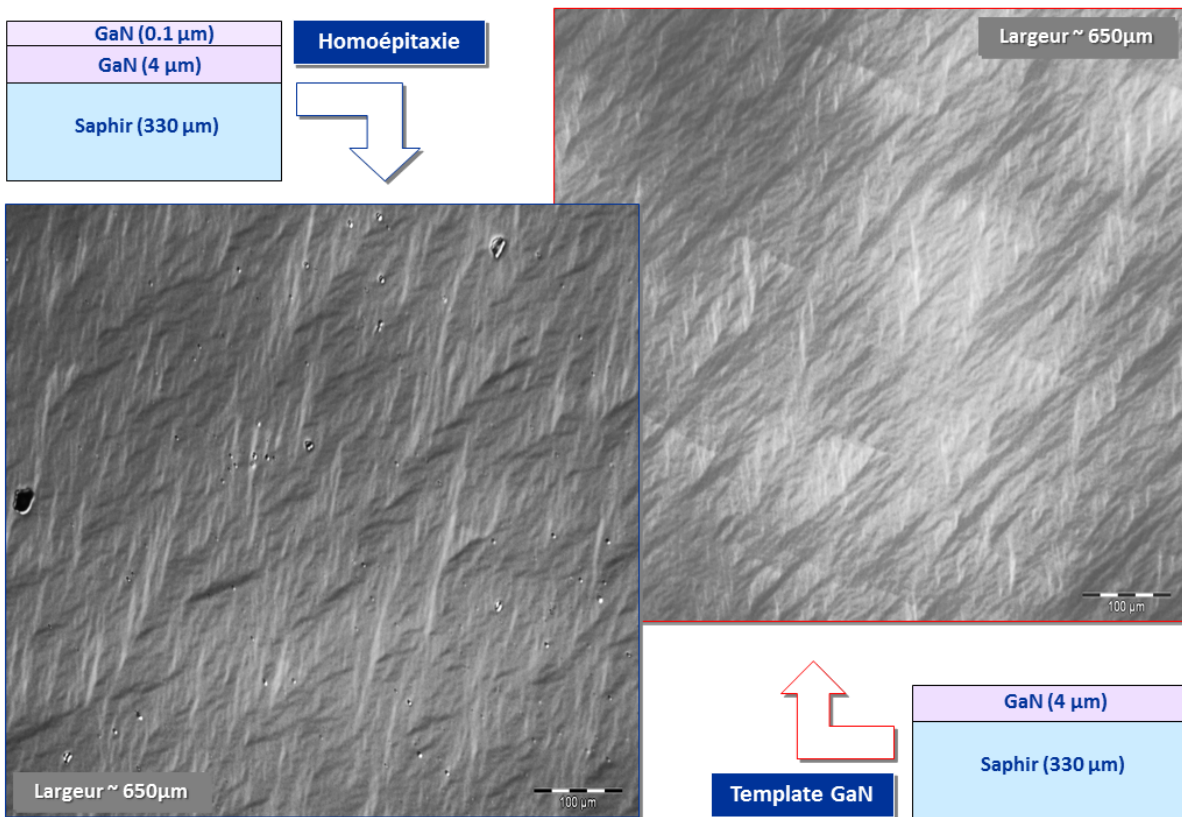 GaN (0.1 µm)
GaN (4 µm)
Saphir (330 µm)
Homoépitaxie
Largeur ~ 650µm
100 µm
Largeur ~ 650µm
100 µm
GaN (4 µm)
Saphir (330 µm)
Template GaN